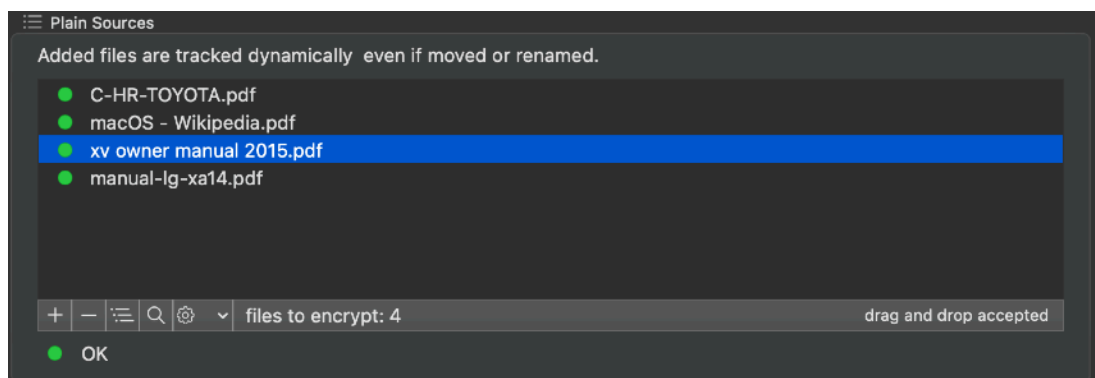 Plain Sources
Added files are tracked dynamically  even if moved or renamed.
C-HR-TOYOTA.pdf
macOS - Wikipedia.pdf
xv owner manual 2015.pdf
manual-lg-xa14.pdf
files to encrypt: 4 drag and drop accepted
OK